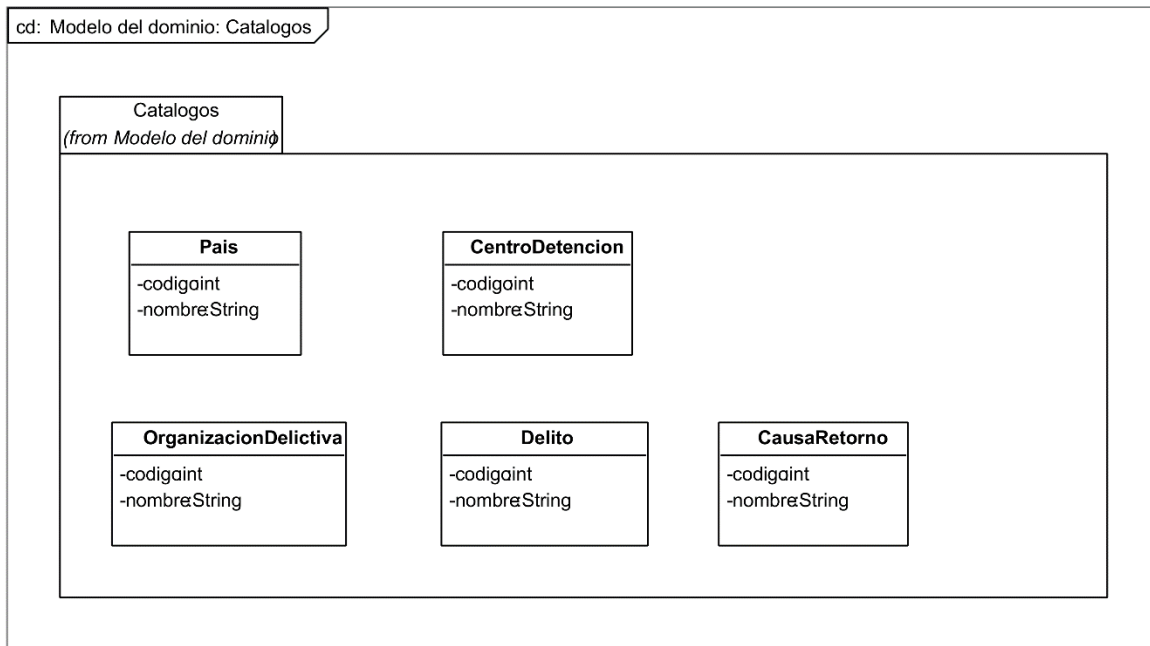 cd: Modelo del dominio: Catalogos
Catalogos
(from Modelo del dominio)
Pais
-codigo:int
-nombre:String
CentroDetencion
-codigo:int
-nombre:String
OrganizacionDelictiva
-codigo:int
-nombre:String
Delito
-codigo:int
-nombre:String
CausaRetorno
-codigo:int
-nombre:String